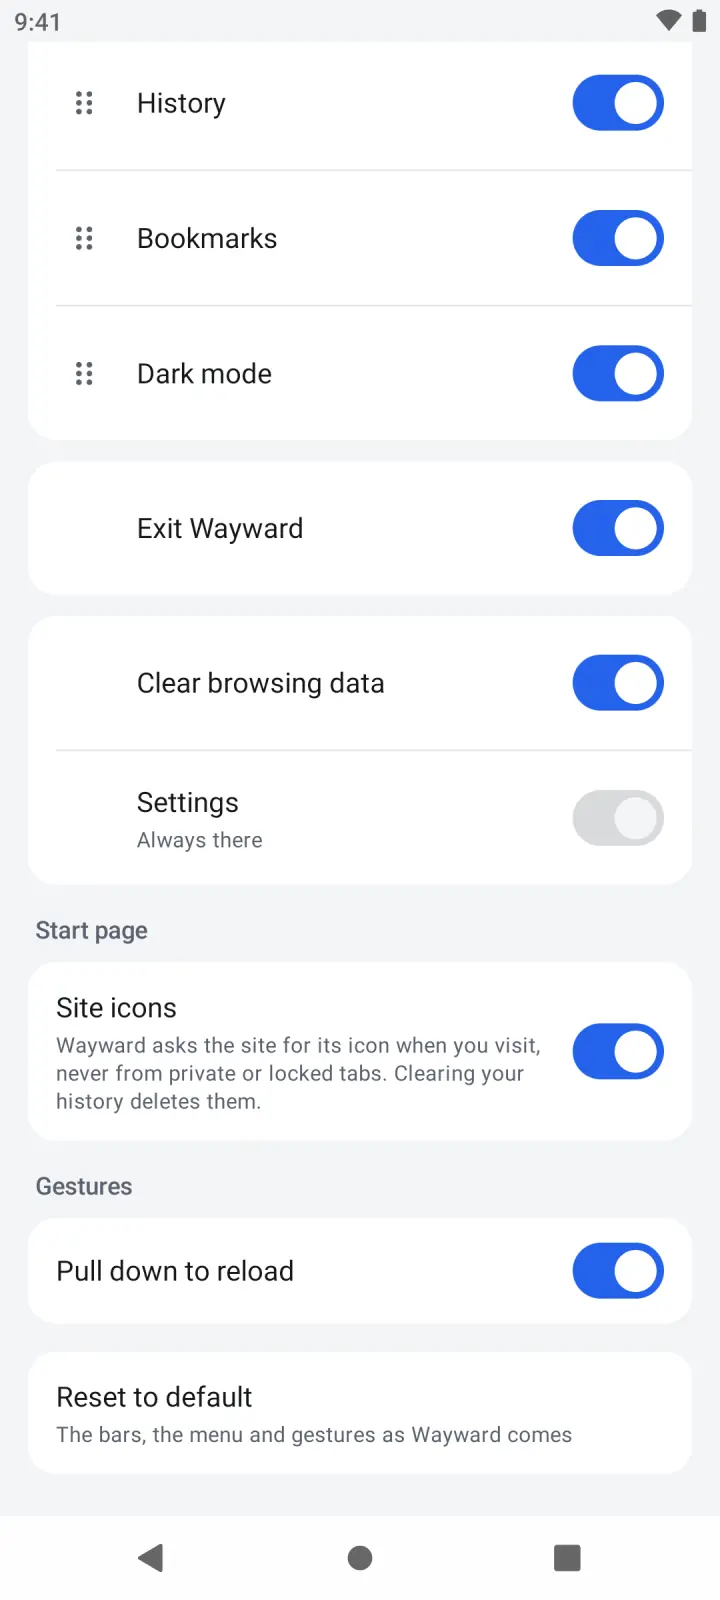 9:41
History
Bookmarks
Dark mode
Exit Wayward
Clear browsing data
Settings
Always there
Start page
Site icons
Wayward asks the site for its icon when you visit,
never from private or locked tabs. Clearing your
history deletes them.
Gestures
Pull down to reload
Reset to default
The bars, the menu and gestures as Wayward comes